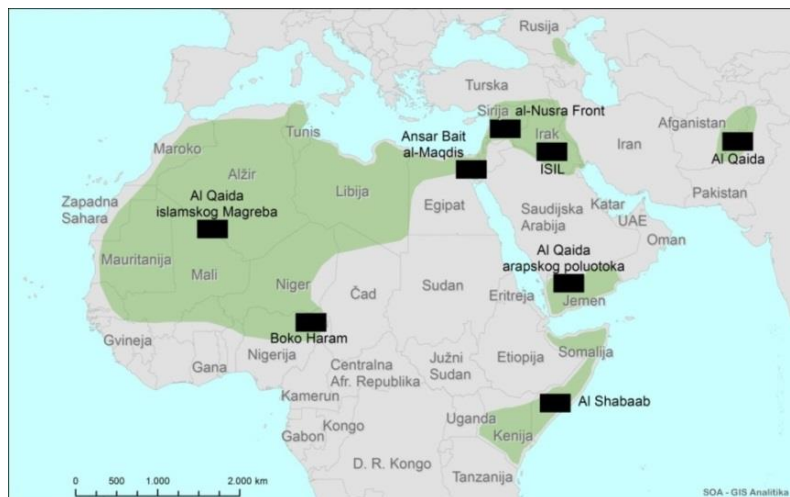 Rusija
Turska
Sirija
al-Nusra Front
Ansar Bait
al-Maqdis
Irak
ISIL
Iran
Afganistan
Al Qaida
Pakistan
Tunis
Maroko
Alžir
Libija
Egipat
Zapadna
Sahara
Al Qaida
islamskog Magreba
Saudijska
Arabija
Katar
UAE
Oman
Mauritanija
Mali
Niger
Čad
Sudan
Eritreja
Al Qaida
arapskog poluotoka
Jemen
Boko Haram
Gvineja
Gana
Nigerija
Centralna
Afr. Republika
Južni
Sudan
Etiopija
Somalija
Kamerun
Gabon
Kongo
Uganda
Kenija
Al Shabaab
D. R. Kongo
Tanzanija
0 500 1.000 2.000 km
SOA - GIS Analitika